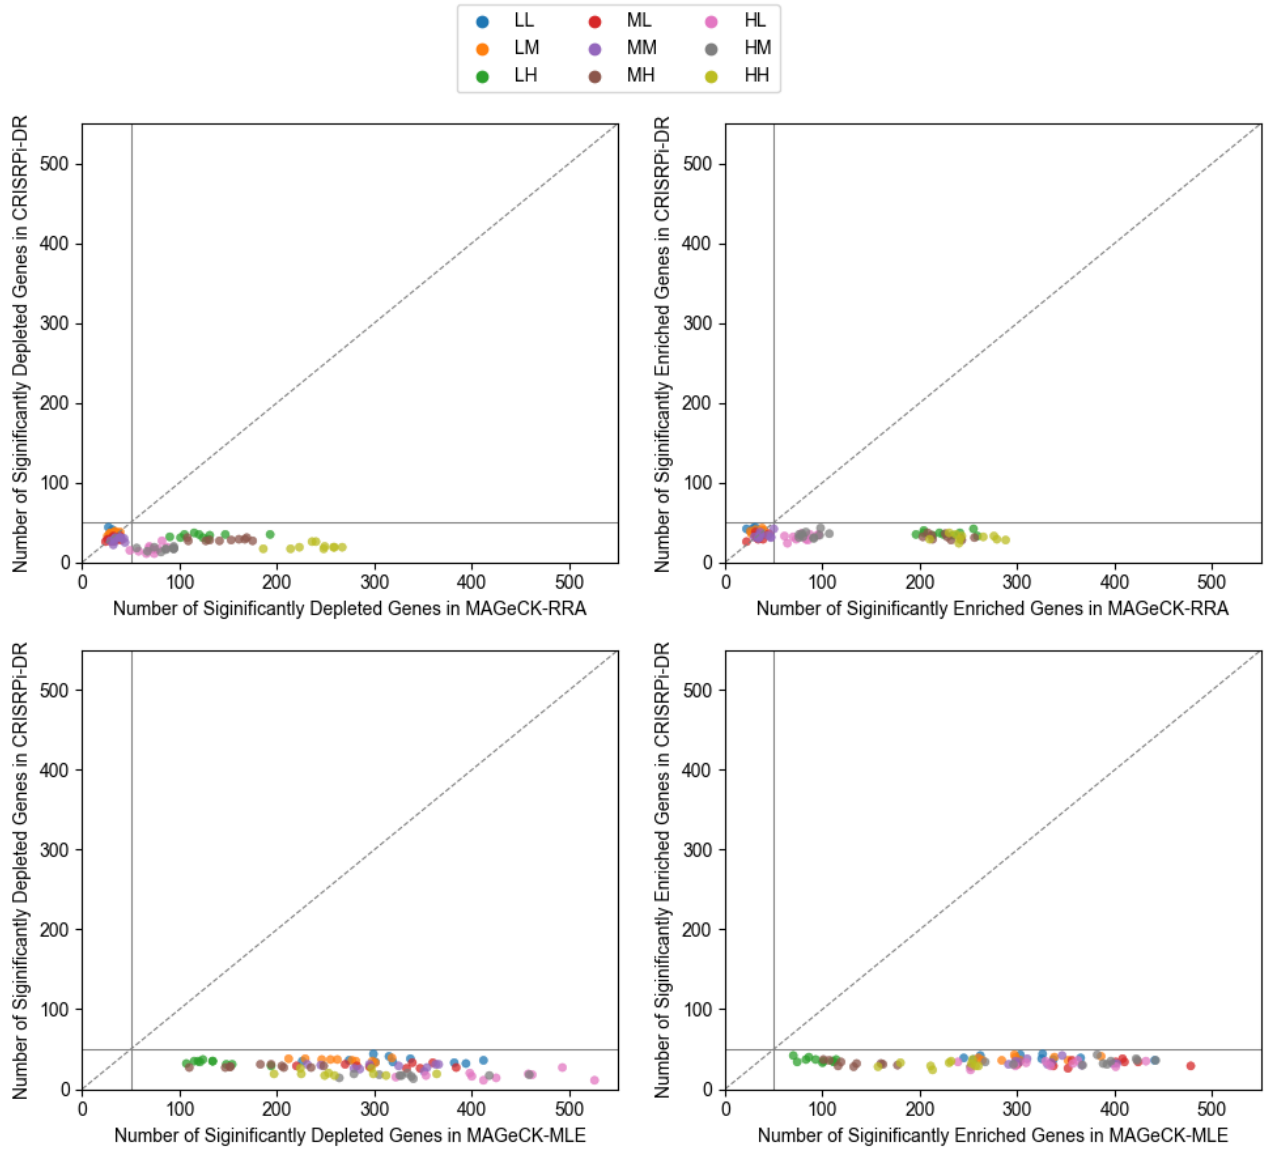 LL ML HL
LM MM HM
LH MH HH
Number of Siginificantly Depleted Genes in CRISRPi-DR
500
400
300
200
100
0
0 100 200 300 400 500
Number of Siginificantly Depleted Genes in MAGeCK-RRA
Number of Siginificantly Enriched Genes in CRISRPi-DR
500
400
300
200
100
0
0 100 200 300 400 500
Number of Siginificantly Enriched Genes in MAGeCK-RRA
Number of Siginificantly Depleted Genes in CRISRPi-DR
500
400
300
200
100
0
0 100 200 300 400 500
Number of Siginificantly Depleted Genes in MAGeCK-MLE
Number of Siginificantly Enriched Genes in CRISRPi-DR
500
400
300
200
100
0
0 100 200 300 400 500
Number of Siginificantly Enriched Genes in MAGeCK-MLE